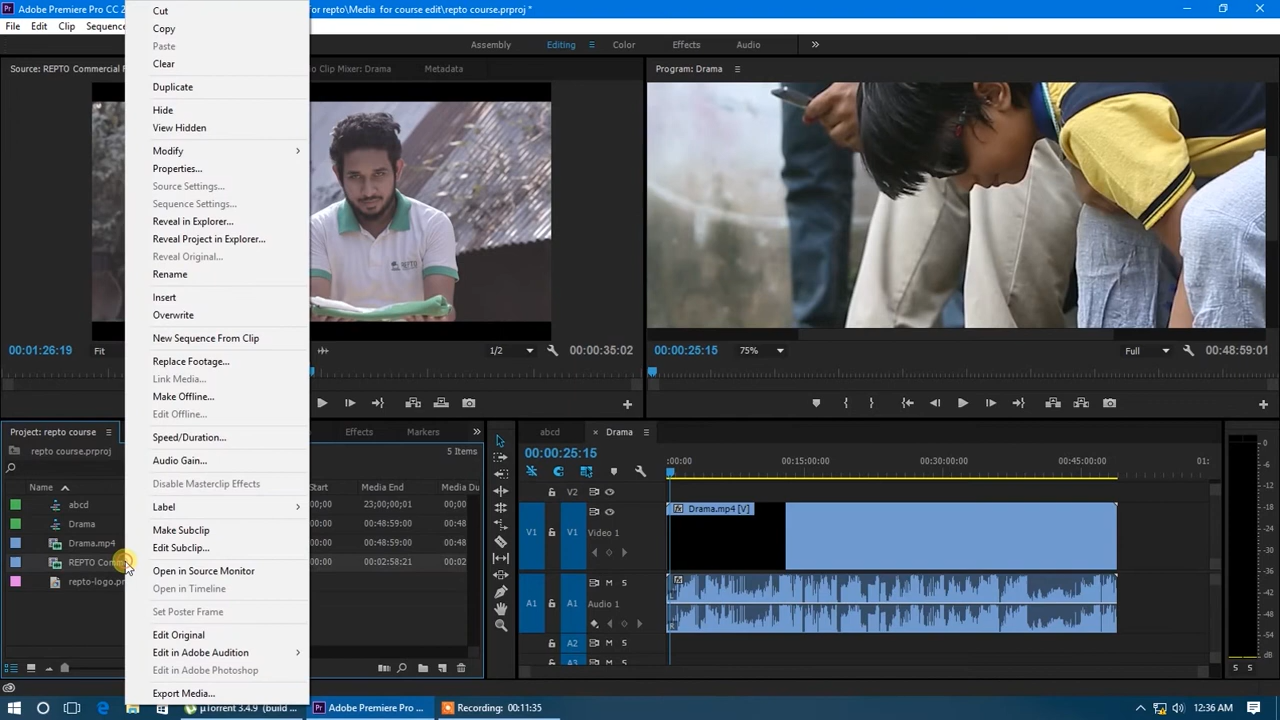 Adobe Premiere Pro CC 2
for repto\Media for course edit\repto course.prproj *
File Edit Clip Sequence
Assembly Editing Color Effects Audio
Source: REPTO Commercial
Clip Mixer: Drama Metadata
Program: Drama
REPTO
00:01:26:19 Fit 1/2 00:00:35:02
00:00:25:15 75% Full 00:48:59:01
Cut
Copy
Paste
Clear
Duplicate
Hide
View Hidden
Modify
Properties...
Source Settings...
Sequence Settings...
Reveal in Explorer...
Reveal Project in Explorer...
Reveal Original...
Rename
Insert
Overwrite
New Sequence From Clip
Replace Footage...
Link Media...
Make Offline...
Edit Offline...
Speed/Duration...
Audio Gain...
Disable Masterclip Effects
Label
Make Subclip
Edit Subclip...
Open in Source Monitor
Open in Timeline
Set Poster Frame
Edit Original
Edit in Adobe Audition
Edit in Adobe Photoshop
Export Media...
Project: repto course Effects Markers
repto course.prproj 5 Items
Name Start Media End Media Du
abcd 00;00 23;00;00;01 00;00
Drama 00:00 00:48:59:00 00:48
Drama.mp4 00:00 00:48:59:00 00:48
REPTO Comm 00:00 00:02:58:21 00:02
repto-logo.pn
abcd × Drama
00:00:25:15
:00:00 00:15:00:00 00:30:00:00 00:45:00:00 01:
V2
V1 V1 Drama.mp4 [V] Video 1
A1 A1 M S Audio 1
A2 M S
A3 M S
L
R
0
-6
-12
-18
-24
-30
-36
-42
-48
-54
dB
S S
µTorrent 3.4.9 (build ... Adobe Premiere Pro ... Recording: 00:11:35 12:36 AM